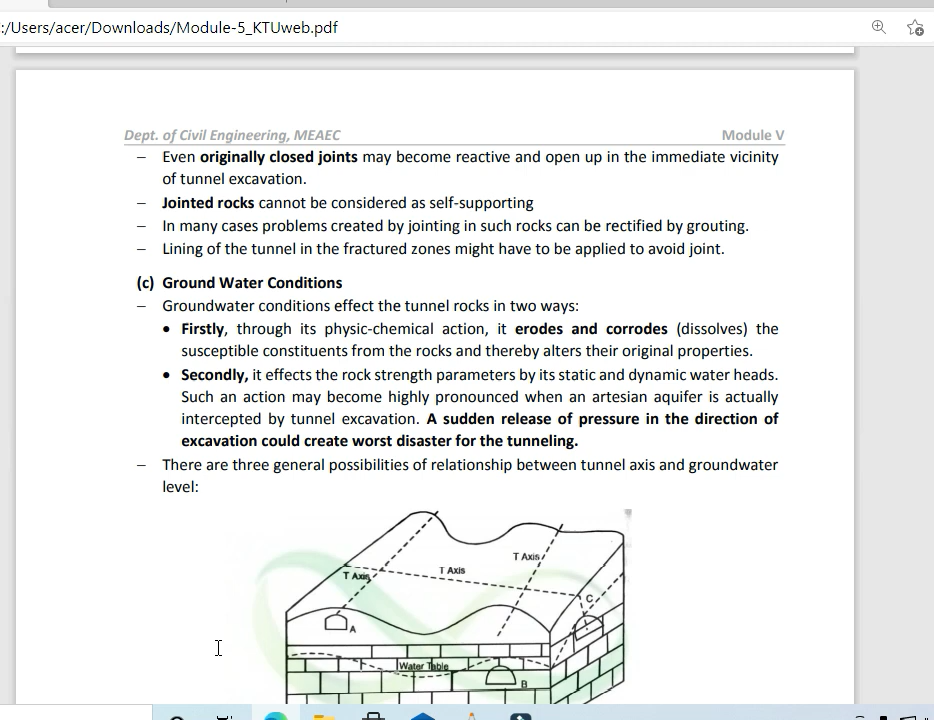 :/Users/acer/Downloads/Module-5_KTUweb.pdf
Dept. of Civil Engineering, MEAEC Module V
– Even originally closed joints may become reactive and open up in the immediate vicinity
of tunnel excavation.
– Jointed rocks cannot be considered as self-supporting
– In many cases problems created by jointing in such rocks can be rectified by grouting.
– Lining of the tunnel in the fractured zones might have to be applied to avoid joint.
(c) Ground Water Conditions
– Groundwater conditions effect the tunnel rocks in two ways:
• Firstly, through its physic-chemical action, it erodes and corrodes (dissolves) the
susceptible constituents from the rocks and thereby alters their original properties.
• Secondly, it effects the rock strength parameters by its static and dynamic water heads.
Such an action may become highly pronounced when an artesian aquifer is actually
intercepted by tunnel excavation. A sudden release of pressure in the direction of
excavation could create worst disaster for the tunneling.
– There are three general possibilities of relationship between tunnel axis and groundwater
level:
T Axis
T Axis
T Axis
C
A
Water Table
B